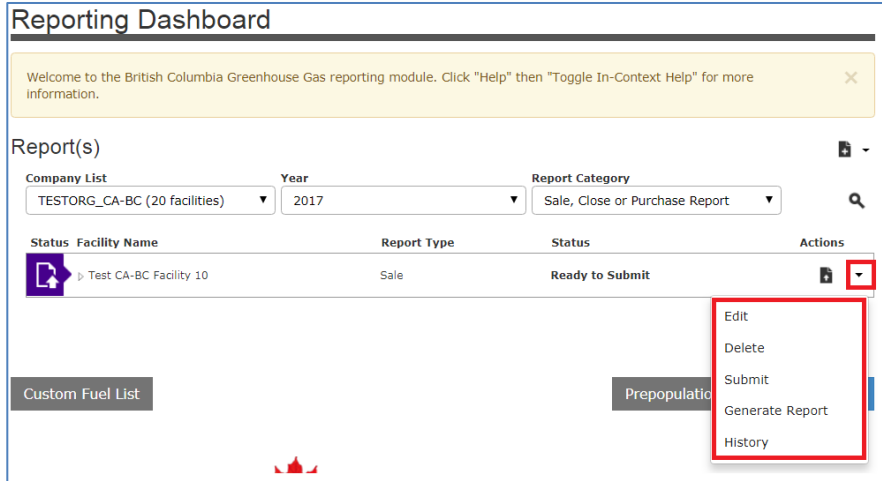 Reporting Dashboard
Welcome to the British Columbia Greenhouse Gas reporting module. Click "Help" then "Toggle In-Context Help" for more
information.
Report(s)
Company List Year Report Category
TESTORG_CA-BC (20 facilities) 2017 Sale, Close or Purchase Report
Status Facility Name Report Type Status Actions
Test CA-BC Facility 10 Sale Ready to Submit
Edit
Delete
Submit
Generate Report
History
Custom Fuel List